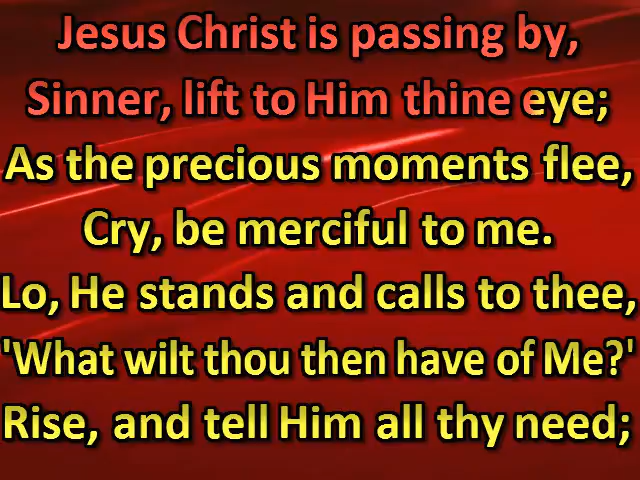 Jesus Christ is passing by,
Sinner, lift to Him thine eye;
As the precious moments flee,
Cry, be merciful to me.
Lo, He stands and calls to thee,
'What wilt thou then have of Me?'
Rise, and tell Him all thy need;